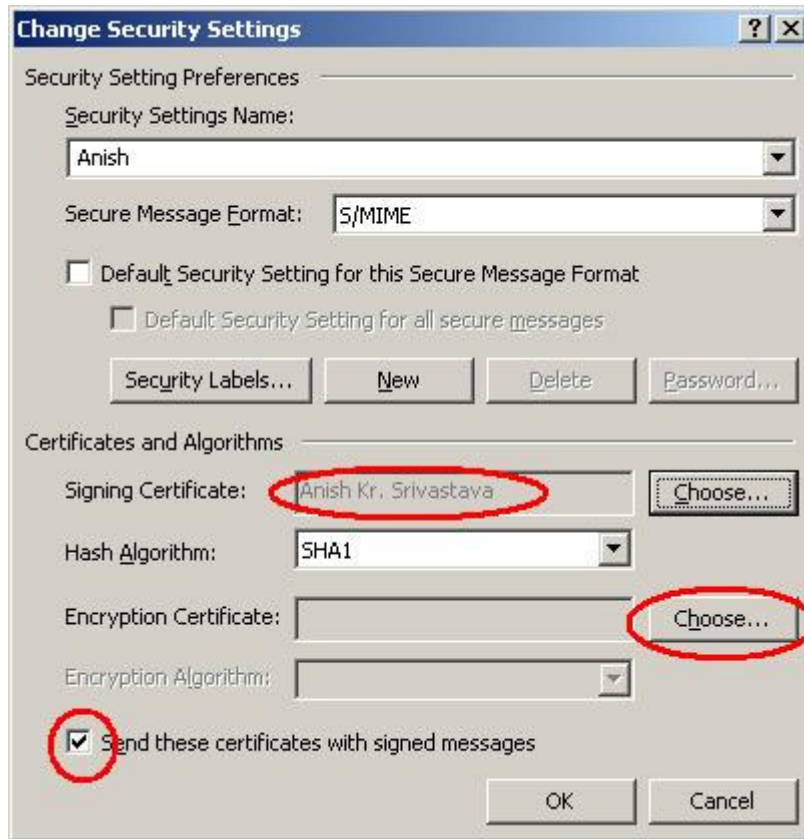 Change Security Settings
Security Setting Preferences
Security Settings Name:
Anish
Secure Message Format: S/MIME
Default Security Setting for this Secure Message Format
Default Security Setting for all secure messages
Security Labels... New Delete Password...
Certificates and Algorithms
Signing Certificate: Anish Kr. Srivastava Choose...
Hash Algorithm: SHA1
Encryption Certificate: Choose...
Encryption Algorithm:
Send these certificates with signed messages
OK Cancel